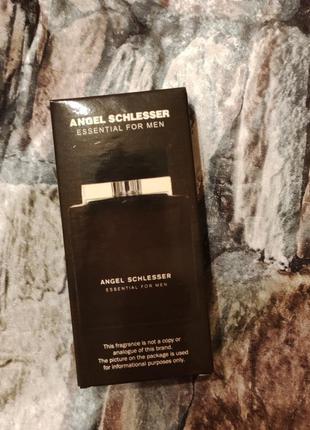 ANGEL SCHLESSER
ESSENTIAL FOR MEN
ANGEL SCHLESSER
ESSENTIAL FOR MEN
This fragrance is not a copy or
analogue of this brand.
The picture on the package is used
for informational purposes only.